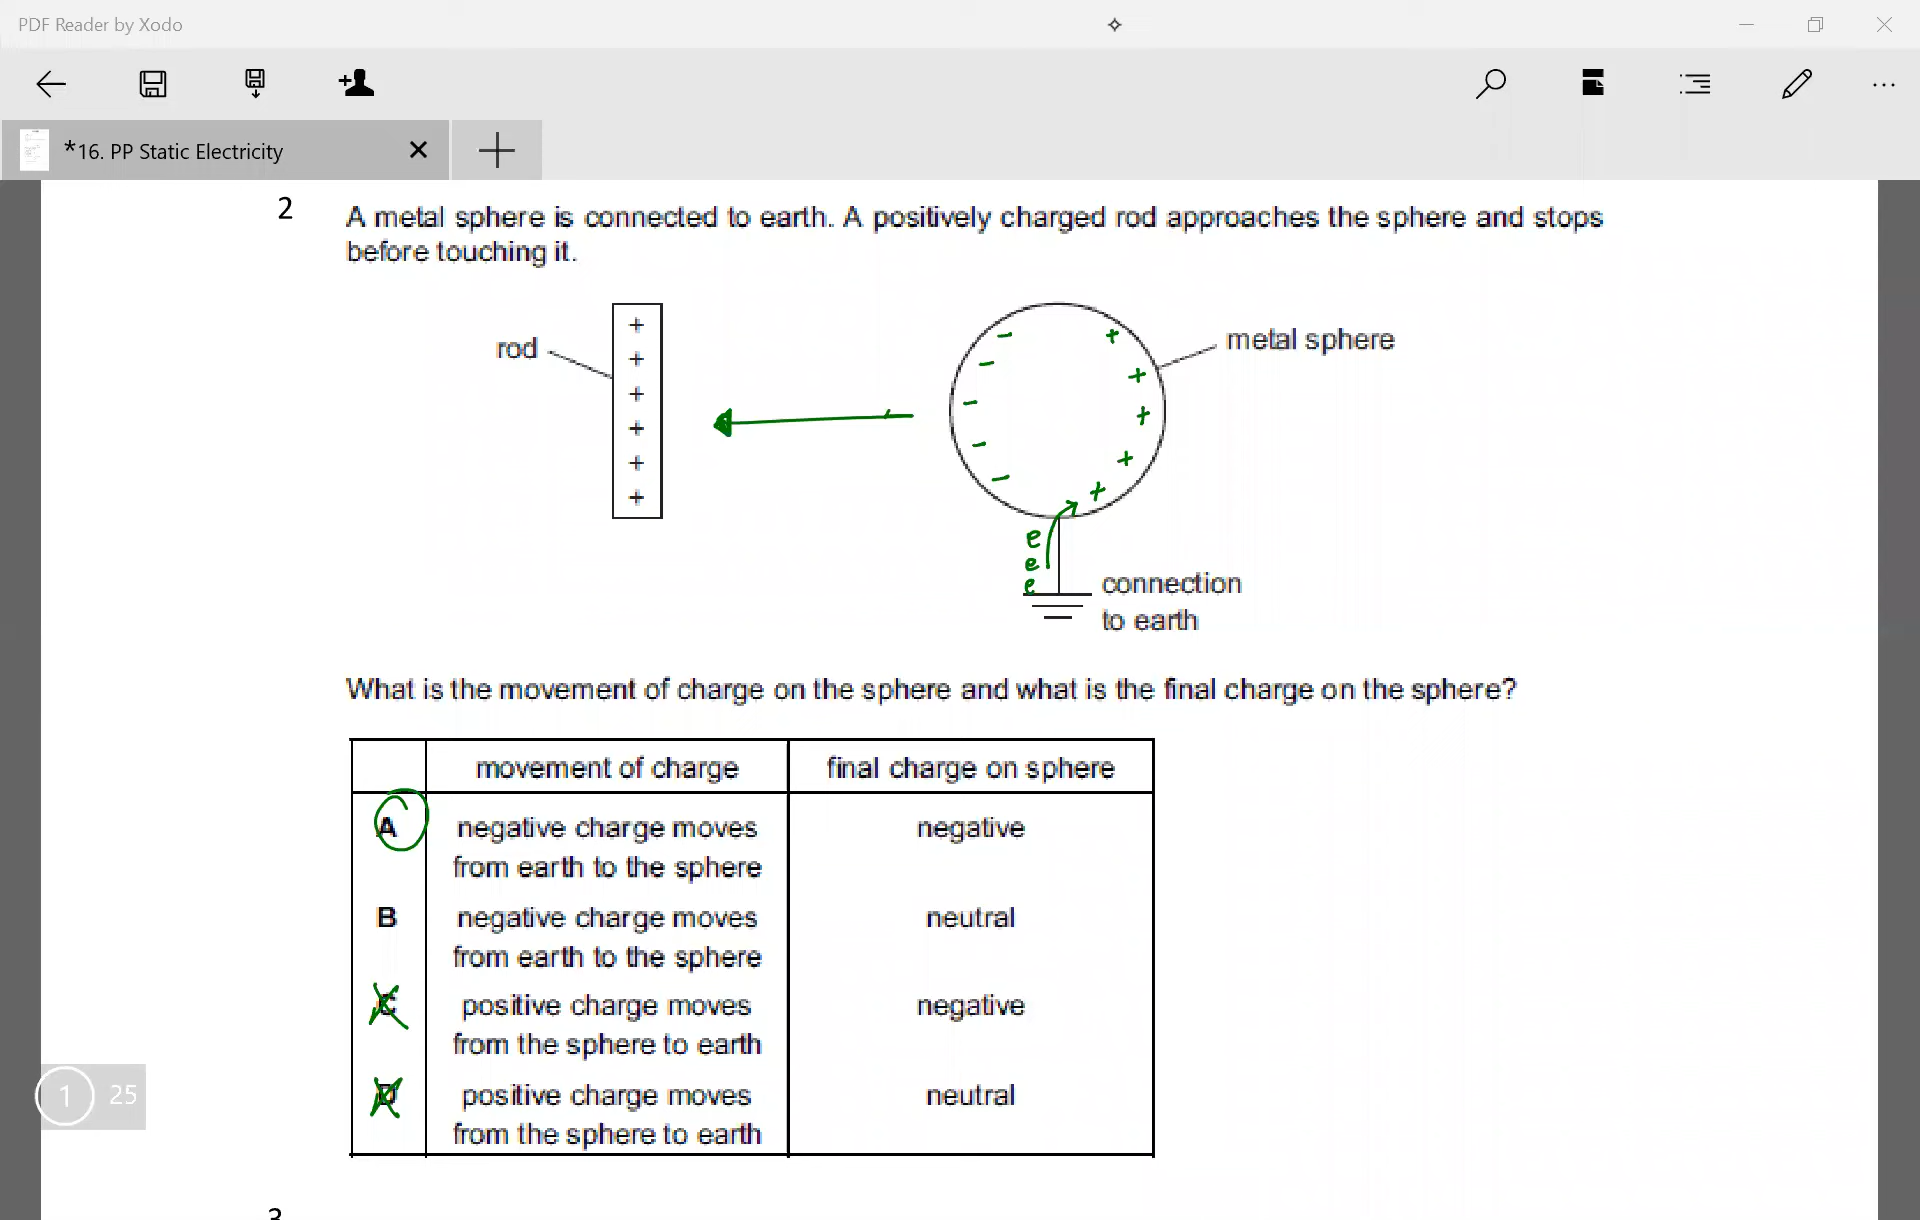 PDF Reader by Xodo
*16. PP Static Electricity
2
A metal sphere is connected to earth. A positively charged rod approaches the sphere and stops
before touching it.
rod
+
+
+
+
+
+
metal sphere
-
-
-
-
-
+
+
+
+
+
e
e
e
connection
to earth
What is the movement of charge on the sphere and what is the final charge on the sphere?
movement of charge final charge on sphere
A negative charge moves negative
from earth to the sphere
B negative charge moves neutral
from earth to the sphere
C positive charge moves negative
from the sphere to earth
D positive charge moves neutral
from the sphere to earth
1 25
3